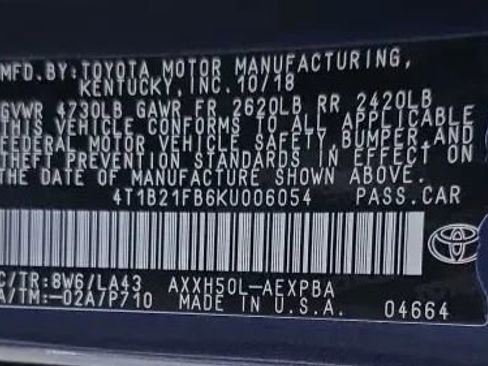 MFD.BY:TOYOTA MOTOR MANUFACTURING,
KENTUCKY, INC. 10/18
GVWR 4730LB GAWR FR 2620LB RR 2420LB
THIS VEHICLE CONFORMS TO ALL APPLICABLE
FEDERAL MOTOR VEHICLE SAFETY,BUMPER,AND
THEFT PREVENTION STANDARDS IN EFFECT ON
THE DATE OF MANUFACTURE SHOWN ABOVE.
4T1B21FB6KU006054 PASS.CAR
C/TR:8W6/LA43 AXXH50L-AEXPBA
A/TM:-02A/P710 MADE IN U.S.A. 04664